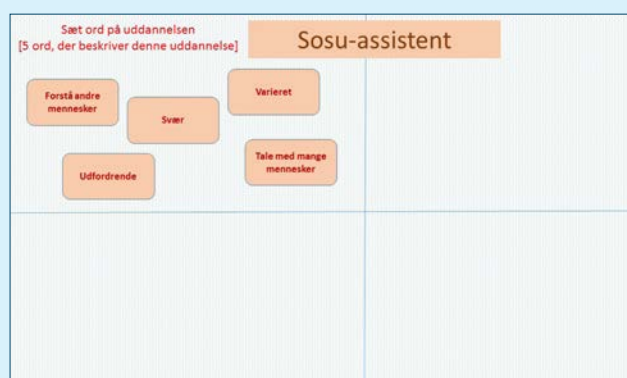 Sæt ord på uddannelsen
[5 ord, der beskriver denne uddannelse]
Sosu-assistent
Forstå andre
mennesker
Svær
Varieret
Udfordrende
Tale med mange
mennesker